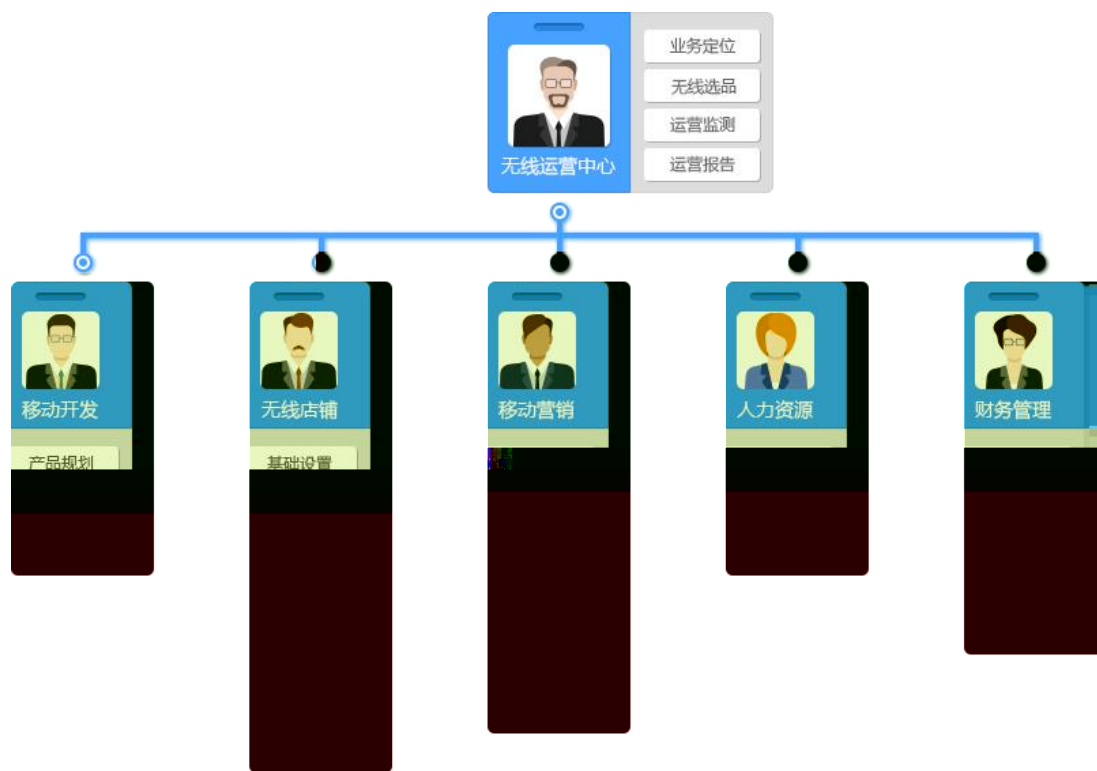 业务定位
无线选品
运营监测
运营报告
无线运营中心
移动开发
无线店铺
移动营销
人力资源
财务管理
产品规划
基础设置